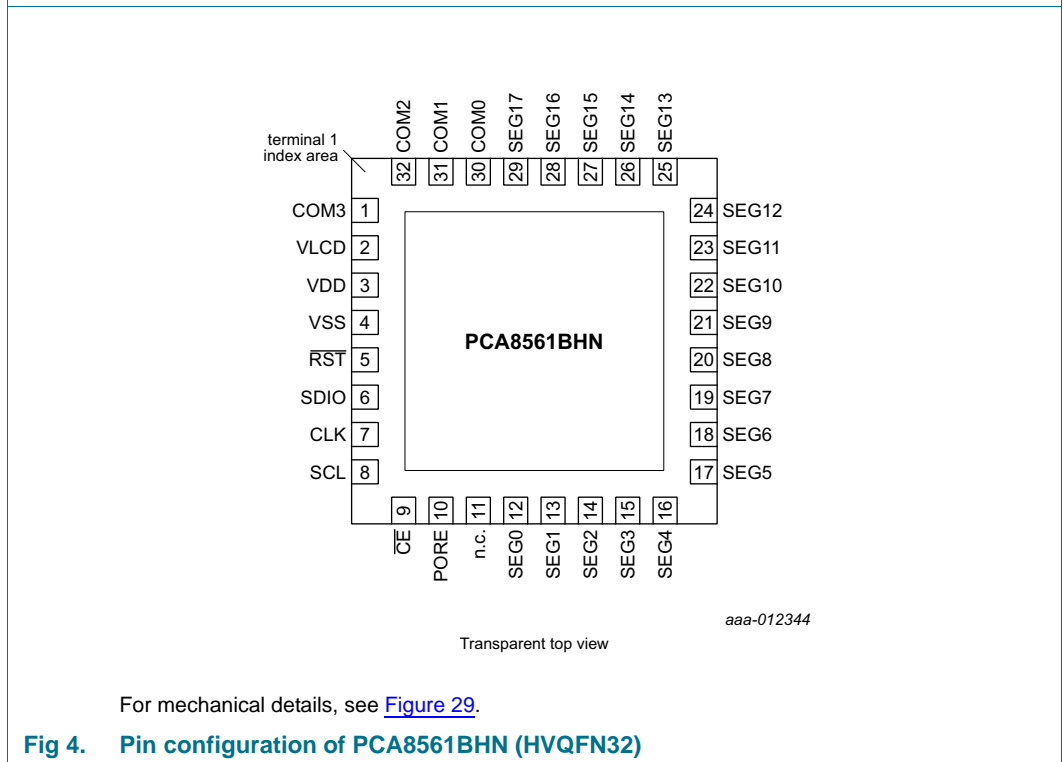 COM2
COM1
COM0
SEG17
SEG16
SEG15
SEG14
SEG13
terminal 1
index area
32
31
30
29
28
27
26
25
COM3 1
24 SEG12
VLCD 2
23 SEG11
VDD 3
22 SEG10
VSS 4
21 SEG9
PCA8561BHN
RST 5
20 SEG8
SDIO 6
19 SEG7
CLK 7
18 SEG6
SCL 8
17 SEG5
9
10
11
12
13
14
15
16
CE
PORE
n.c.
SEG0
SEG1
SEG2
SEG3
SEG4
aaa-012344
Transparent top view
For mechanical details, see Figure 29.
Fig 4. Pin configuration of PCA8561BHN (HVQFN32)